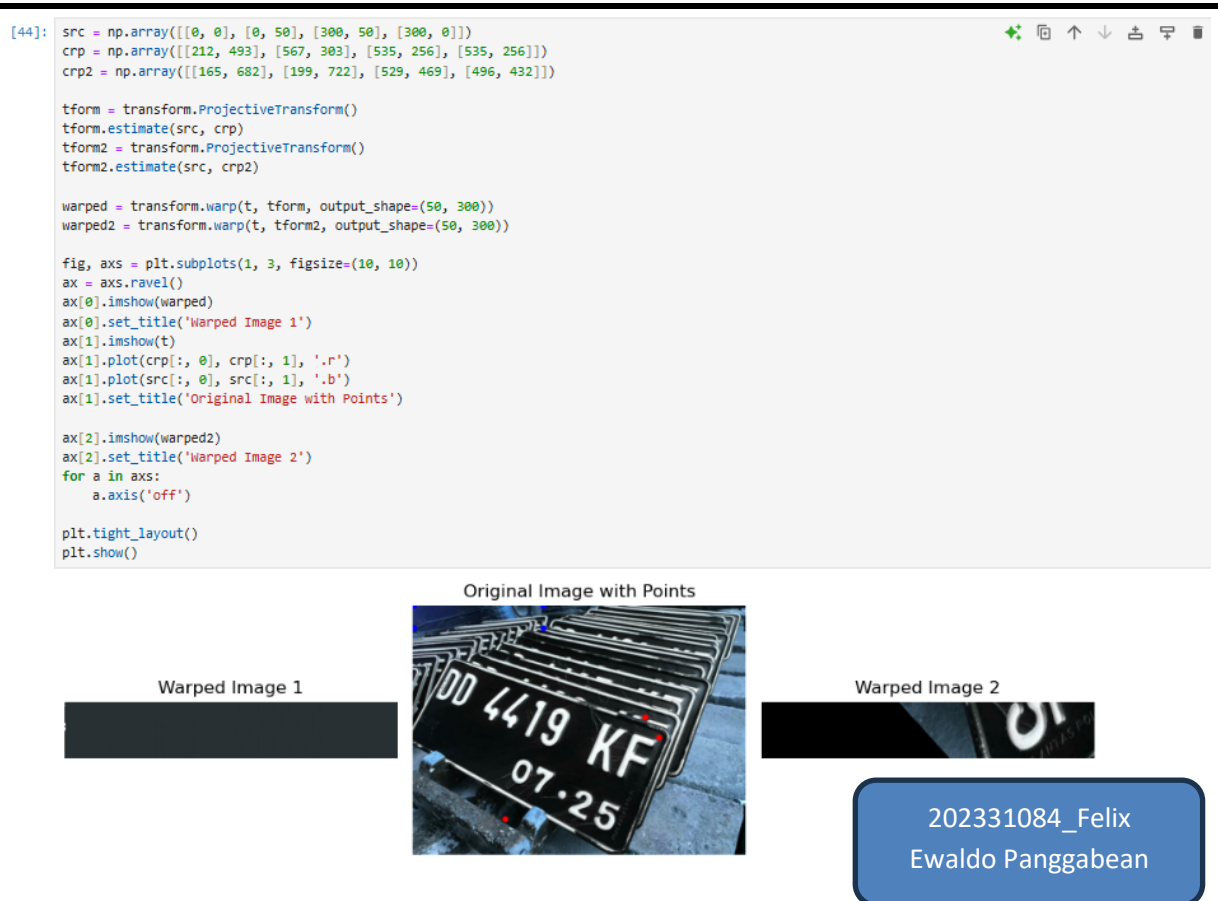 [44]: src = np.array([[0, 0], [0, 50], [300, 50], [300, 0]])
crp = np.array([[212, 493], [567, 303], [535, 256], [535, 256]])
crp2 = np.array([[165, 682], [199, 722], [529, 469], [496, 432]])

tform = transform.ProjectiveTransform()
tform.estimate(src, crp)
tform2 = transform.ProjectiveTransform()
tform2.estimate(src, crp2)

warped = transform.warp(t, tform, output_shape=(50, 300))
warped2 = transform.warp(t, tform2, output_shape=(50, 300))

fig, axs = plt.subplots(1, 3, figsize=(10, 10))
ax = axs.ravel()
ax[0].imshow(warped)
ax[0].set_title('Warped Image 1')
ax[1].imshow(t)
ax[1].plot(crp[:, 0], crp[:, 1], '.r')
ax[1].plot(src[:, 0], src[:, 1], '.b')
ax[1].set_title('Original Image with Points')

ax[2].imshow(warped2)
ax[2].set_title('Warped Image 2')
for a in axs:
    a.axis('off')

plt.tight_layout()
plt.show()
Original Image with Points
Warped Image 1
Warped Image 2
DD 4419 KF
07.25
202331084_Felix
Ewaldo Panggabean